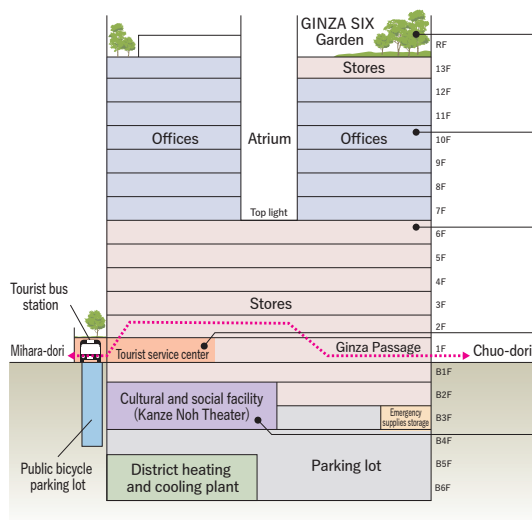 GINZA SIX
Garden
RF
Stores
13F
12F
11F
Offices
Atrium
Offices
10F
9F
8F
Top light
7F
6F
5F
4F
Tourist bus
station
Stores
3F
2F
Mihara-dori
Tourist service center
Ginza Passage
1F
Chuo-dori
B1F
Cultural and social facility
(Kanze Noh Theater)
B2F
Emergency
supplies storage
B3F
B4F
Public bicycle
parking lot
District heating
and cooling plant
Parking lot
B5F
B6F